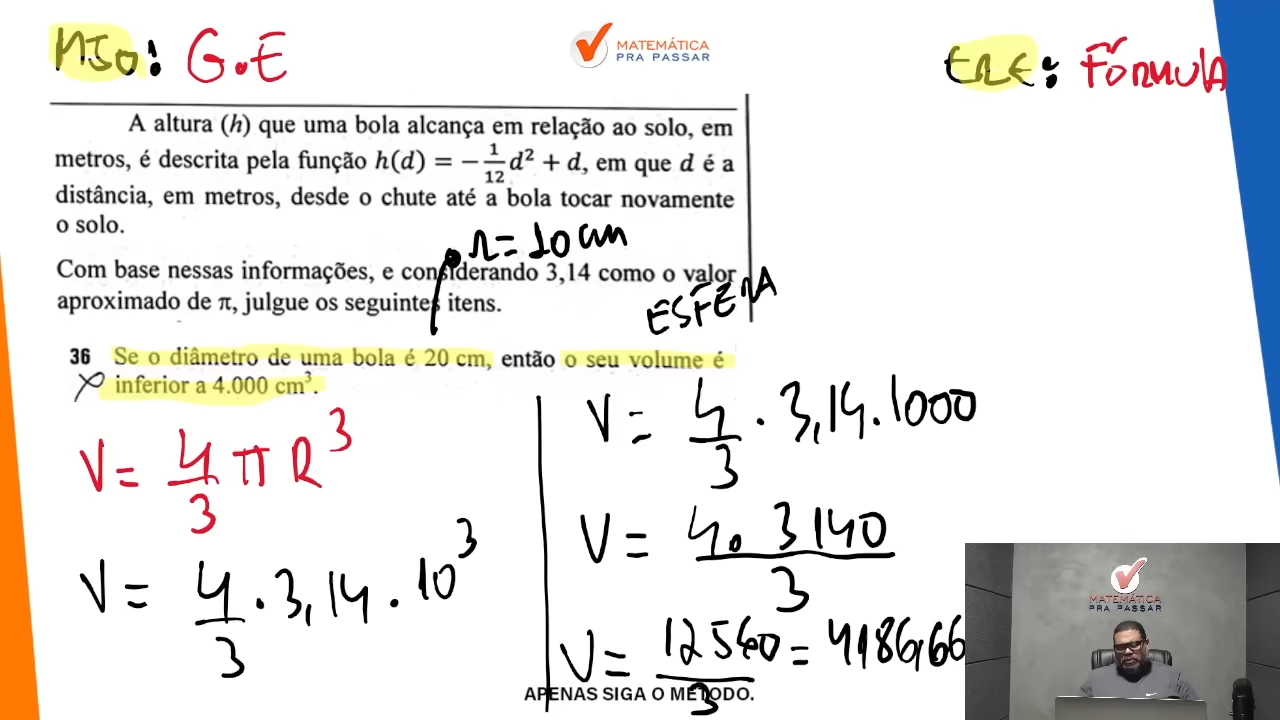 MJO: G.E
MATEMÁTICA
PRA PASSAR
ERE: FÓRMULA
A altura (h) que uma bola alcança em relação ao solo, em
metros, é descrita pela função h(d) = −1/12 d² + d, em que d é a
distância, em metros, desde o chute até a bola tocar novamente
o solo.
r = 10 cm
Com base nessas informações, e considerando 3,14 como o valor
aproximado de π, julgue os seguintes itens.
ESFERA
36 Se o diâmetro de uma bola é 20 cm, então o seu volume é
inferior a 4.000 cm³.
V = 4/3 π R³
V = 4/3 . 3,14 . 10³
V = 4/3 . 3,14 . 1000
V = 4 . 3140 / 3
V = 12560/3 = 4186,66
APENAS SIGA O MÉTODO.
MATEMÁTICA
PRA PASSAR